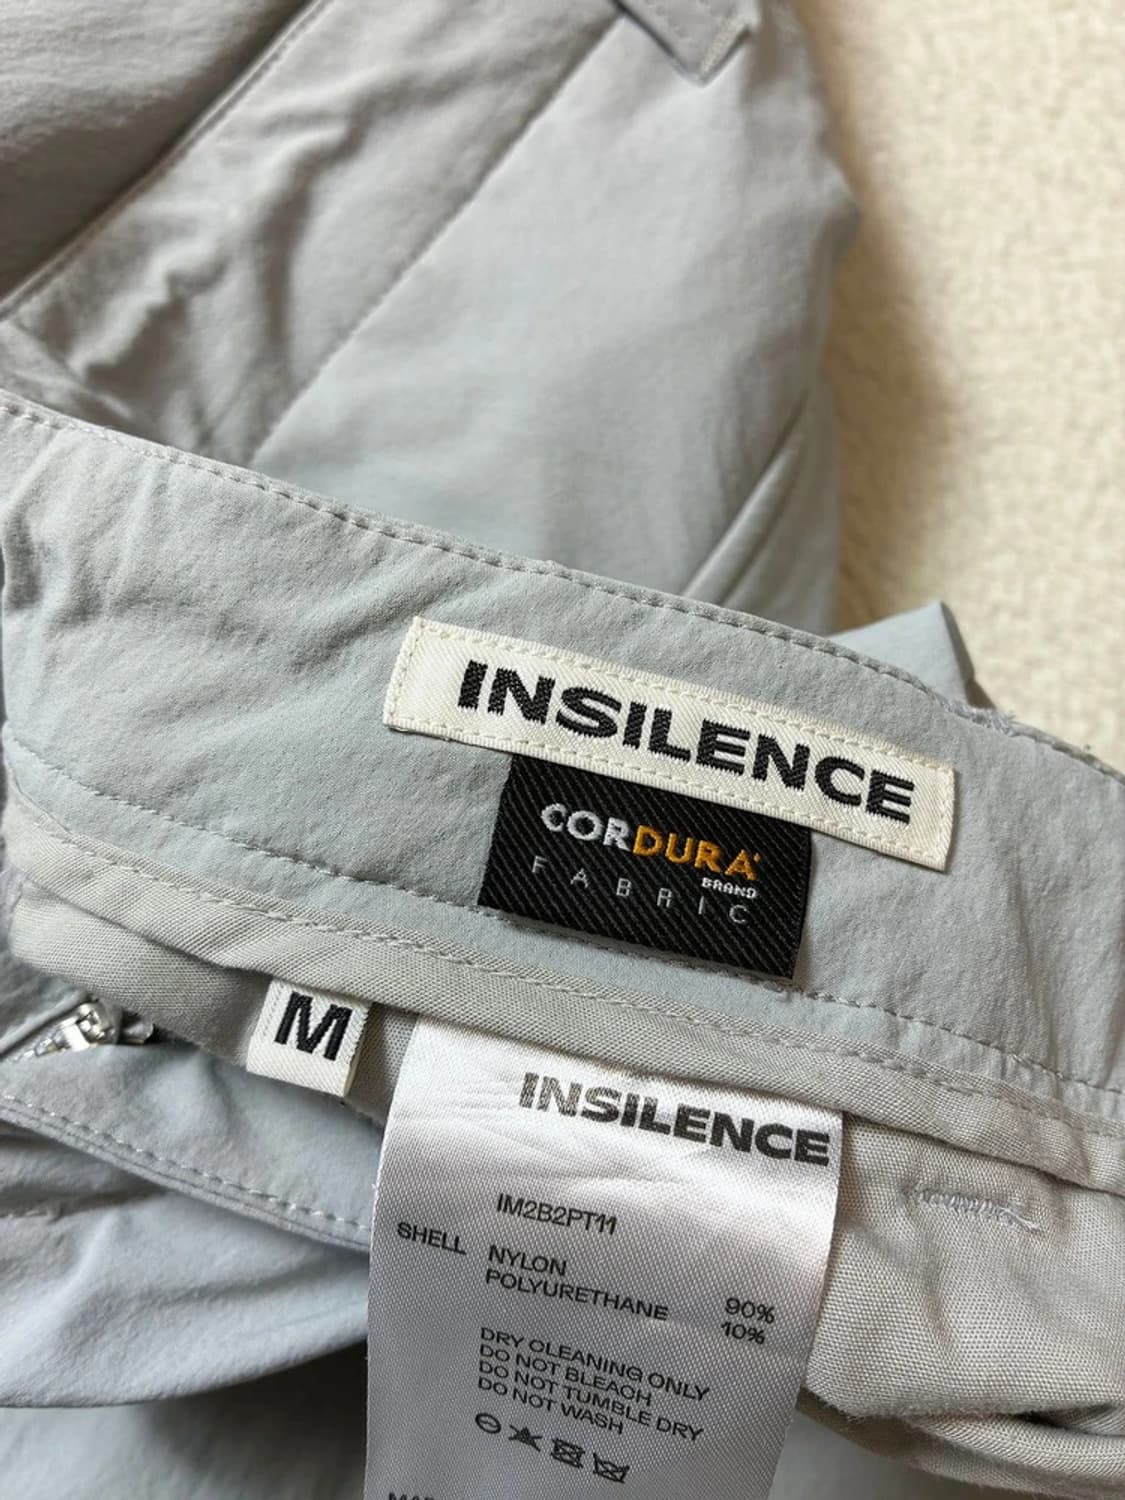 INSILENCE
CORDURA
BRAND
FABRIC
M
INSILENCE
IM2B2PT11
SHELL NYLON 90%
POLYURETHANE 10%
DRY CLEANING ONLY
DO NOT BLEACH
DO NOT TUMBLE DRY
DO NOT WASH